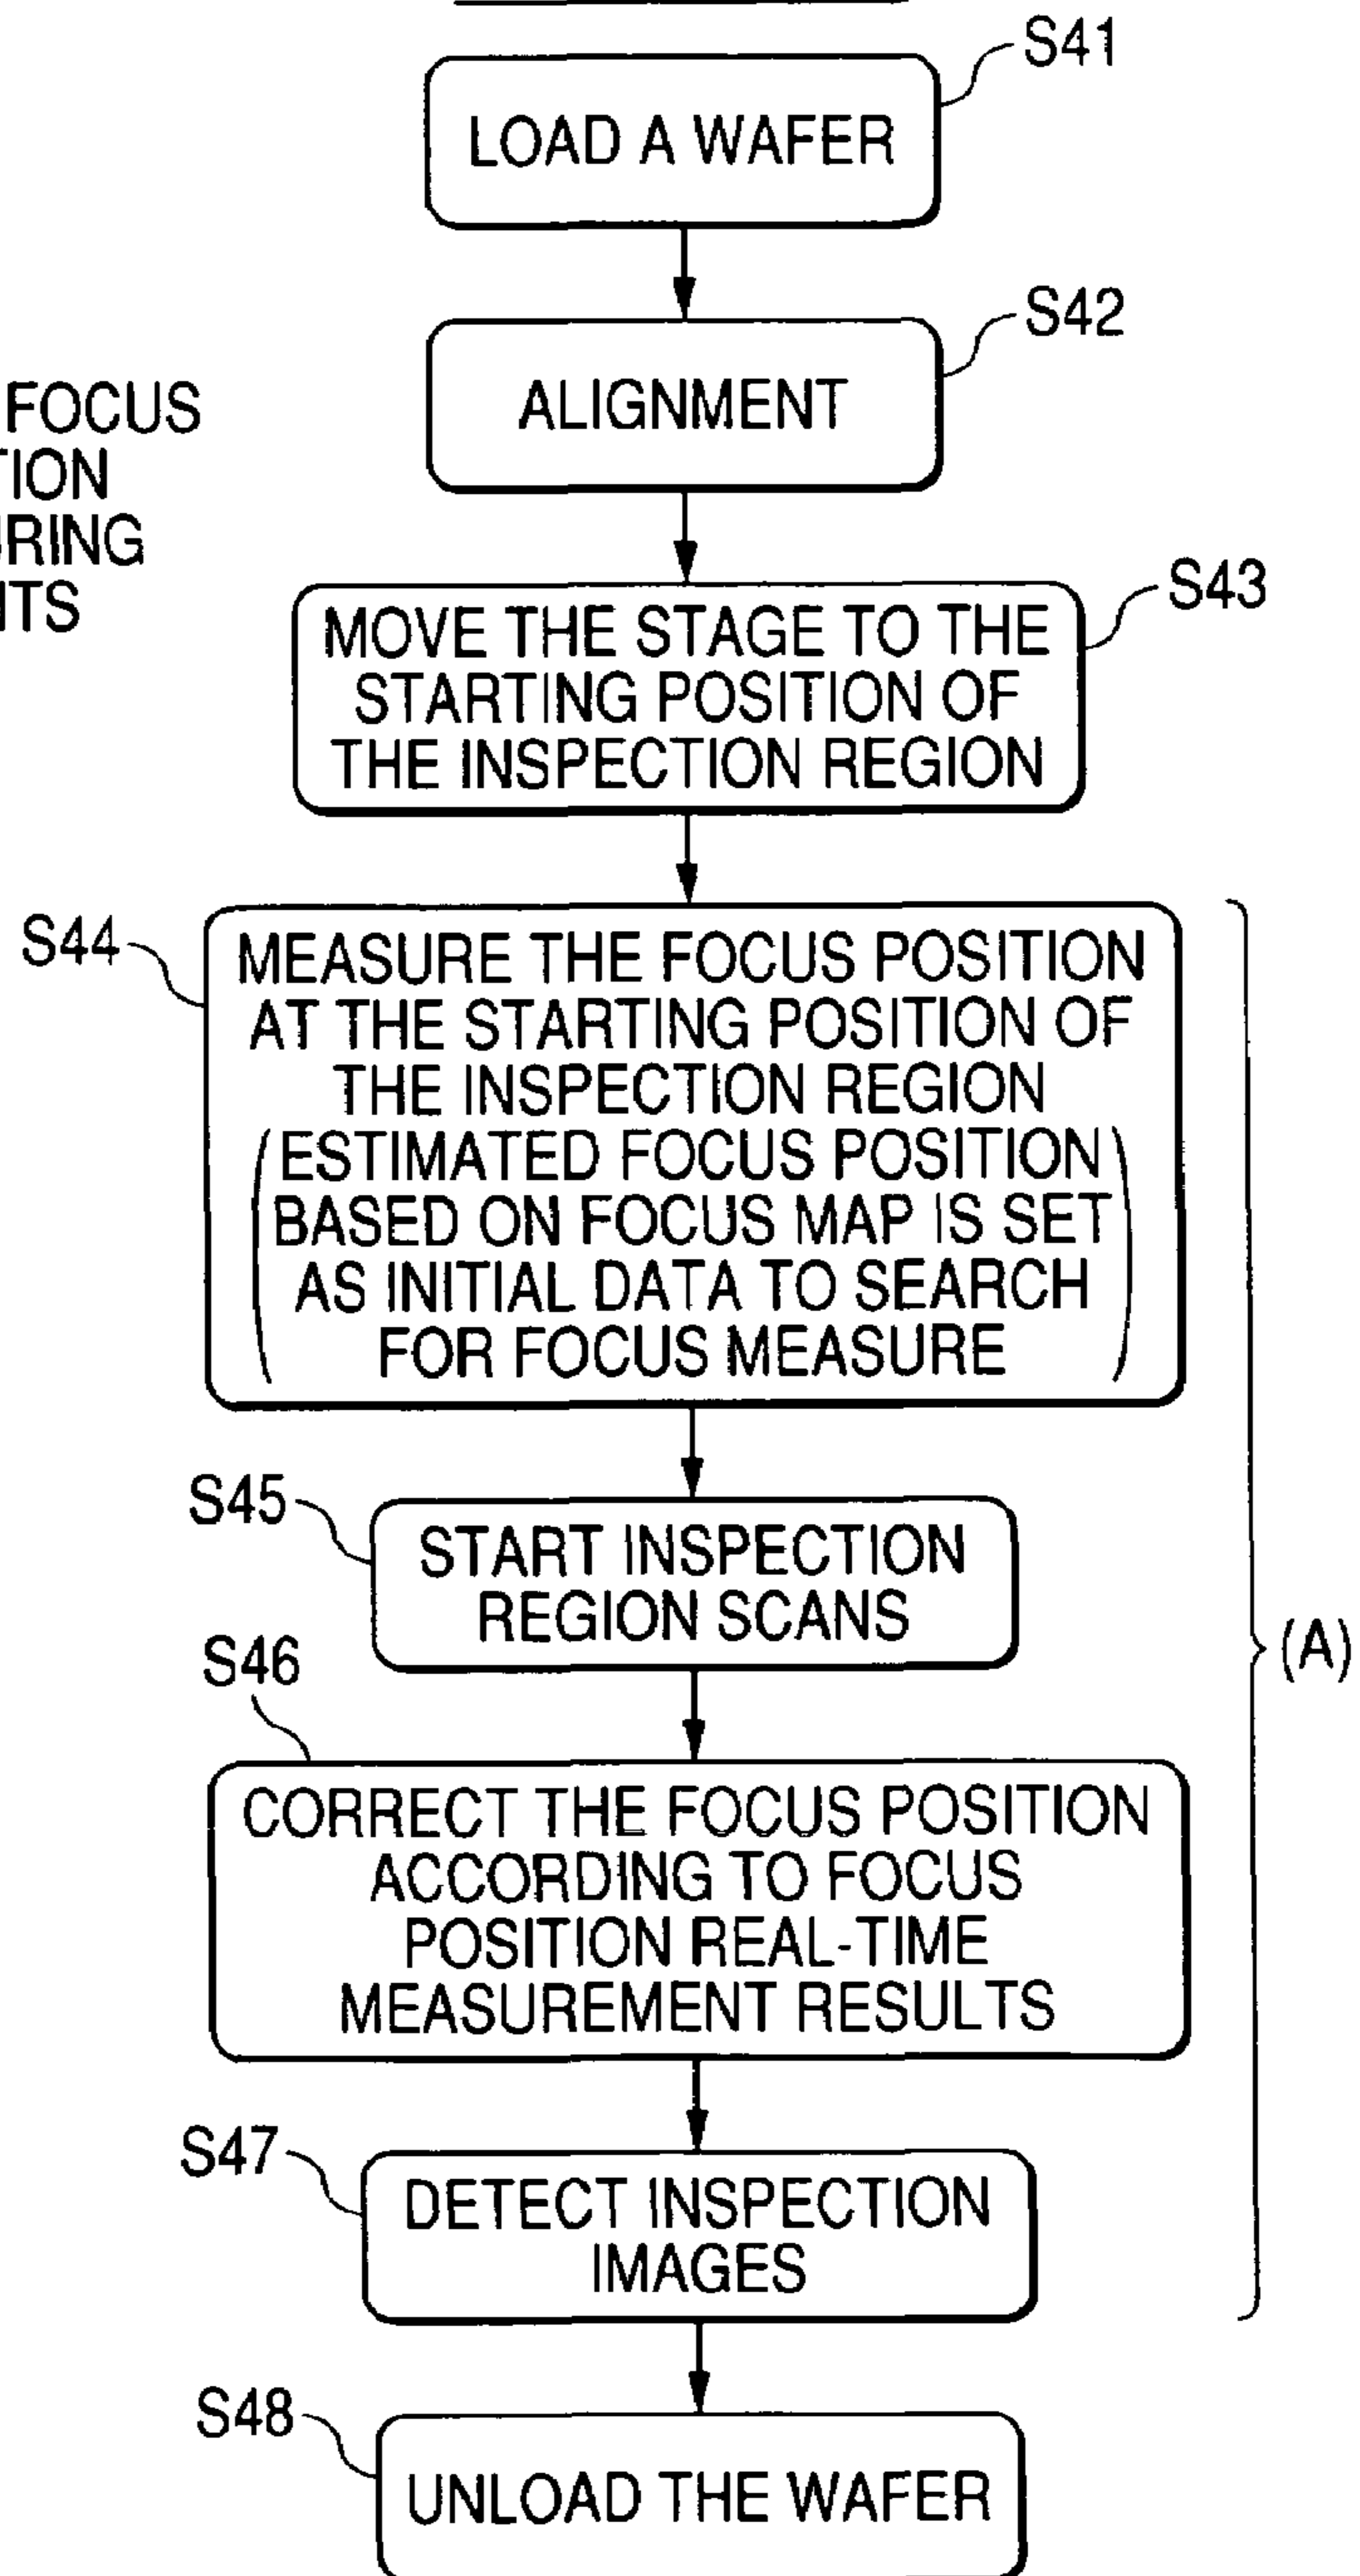 S41
LOAD A WAFER
S42
ALIGNMENT
FOCUS
S43
MOVE THE STAGE TO THE
STARTING POSITION OF
THE INSPECTION REGION
S44
MEASURE THE FOCUS POSITION
AT THE STARTING POSITION OF
THE INSPECTION REGION
(ESTIMATED FOCUS POSITION
BASED ON FOCUS MAP IS SET
AS INITIAL DATA TO SEARCH
FOR FOCUS MEASURE)
S45
START INSPECTION
REGION SCANS
(A)
S46
CORRECT THE FOCUS POSITION
ACCORDING TO FOCUS
POSITION REAL-TIME
MEASUREMENT RESULTS
S47
DETECT INSPECTION
IMAGES
S48
UNLOAD THE WAFER